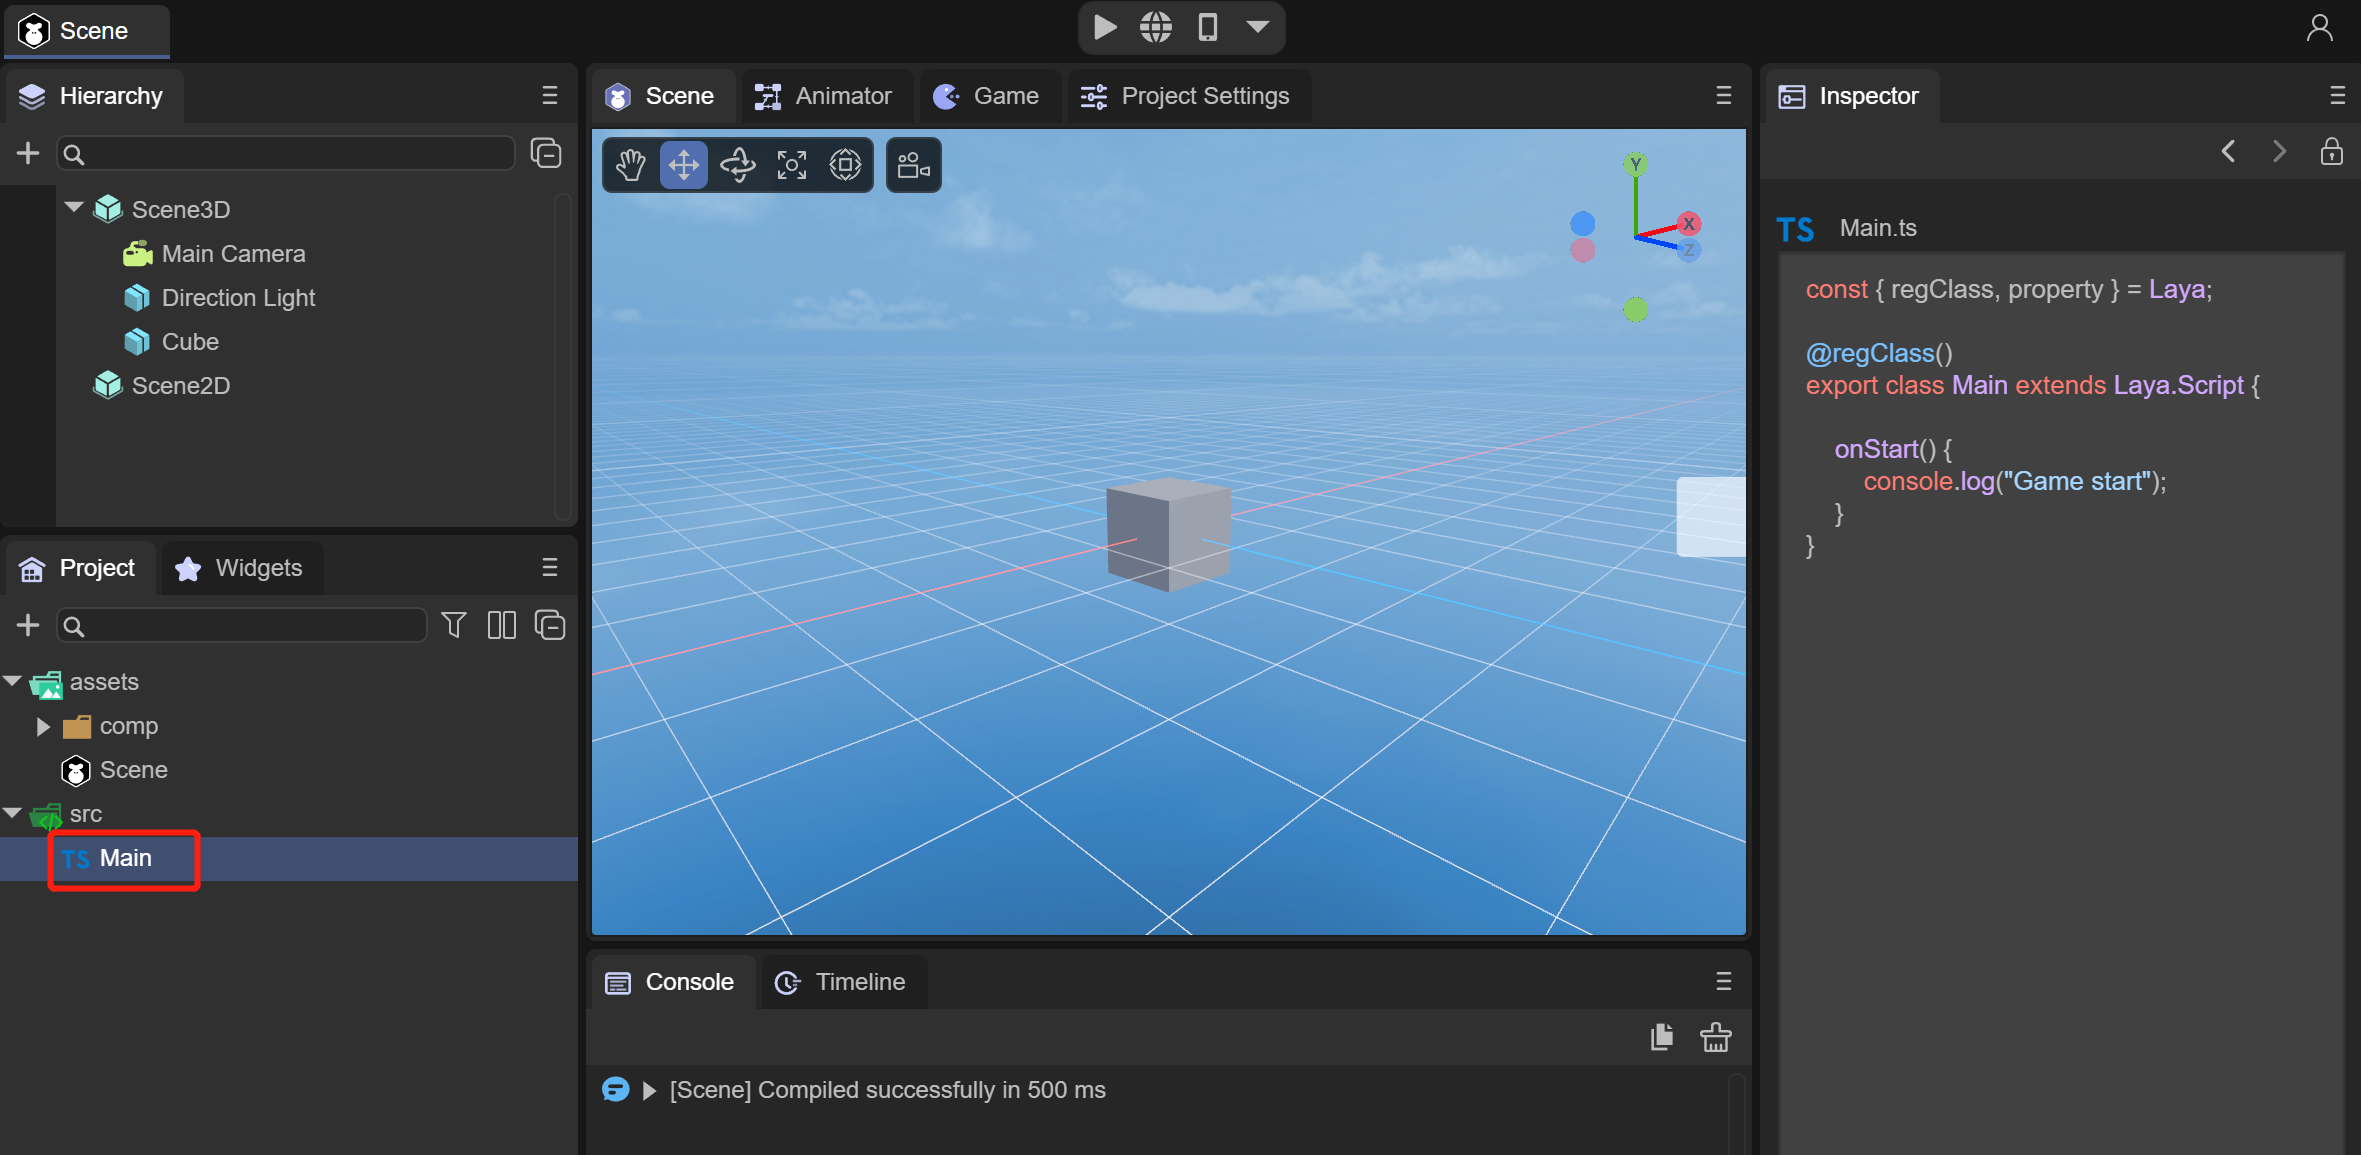 Scene
Hierarchy
Scene3D
Main Camera
Direction Light
Cube
Scene2D
Project
Widgets
assets
comp
Scene
src
TS Main
Scene
Animator
Game
Project Settings
Y
X
Z
Console
Timeline
[Scene] Compiled successfully in 500 ms
Inspector
TS Main.ts
const { regClass, property } = Laya;
@regClass()
export class Main extends Laya.Script {
onStart() {
console.log("Game start");
}
}